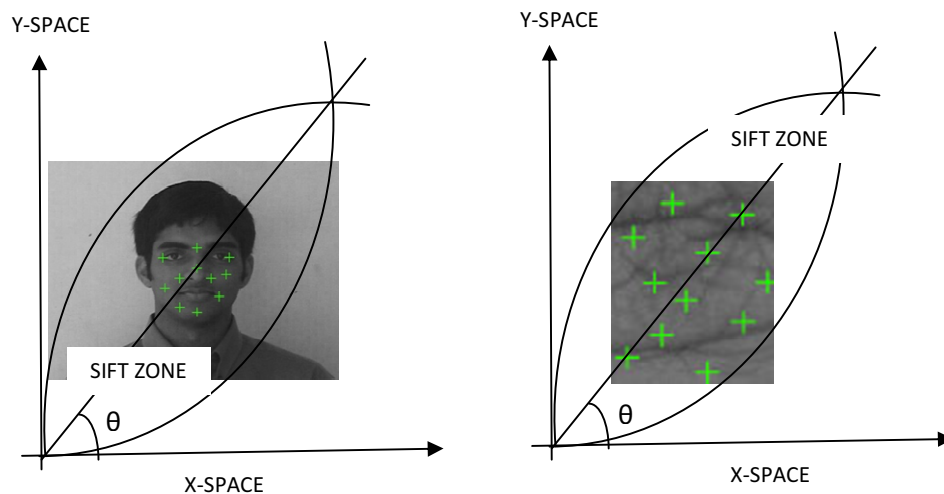 Y-SPACE
SIFT ZONE
θ
X-SPACE
Y-SPACE
SIFT ZONE
θ
X-SPACE